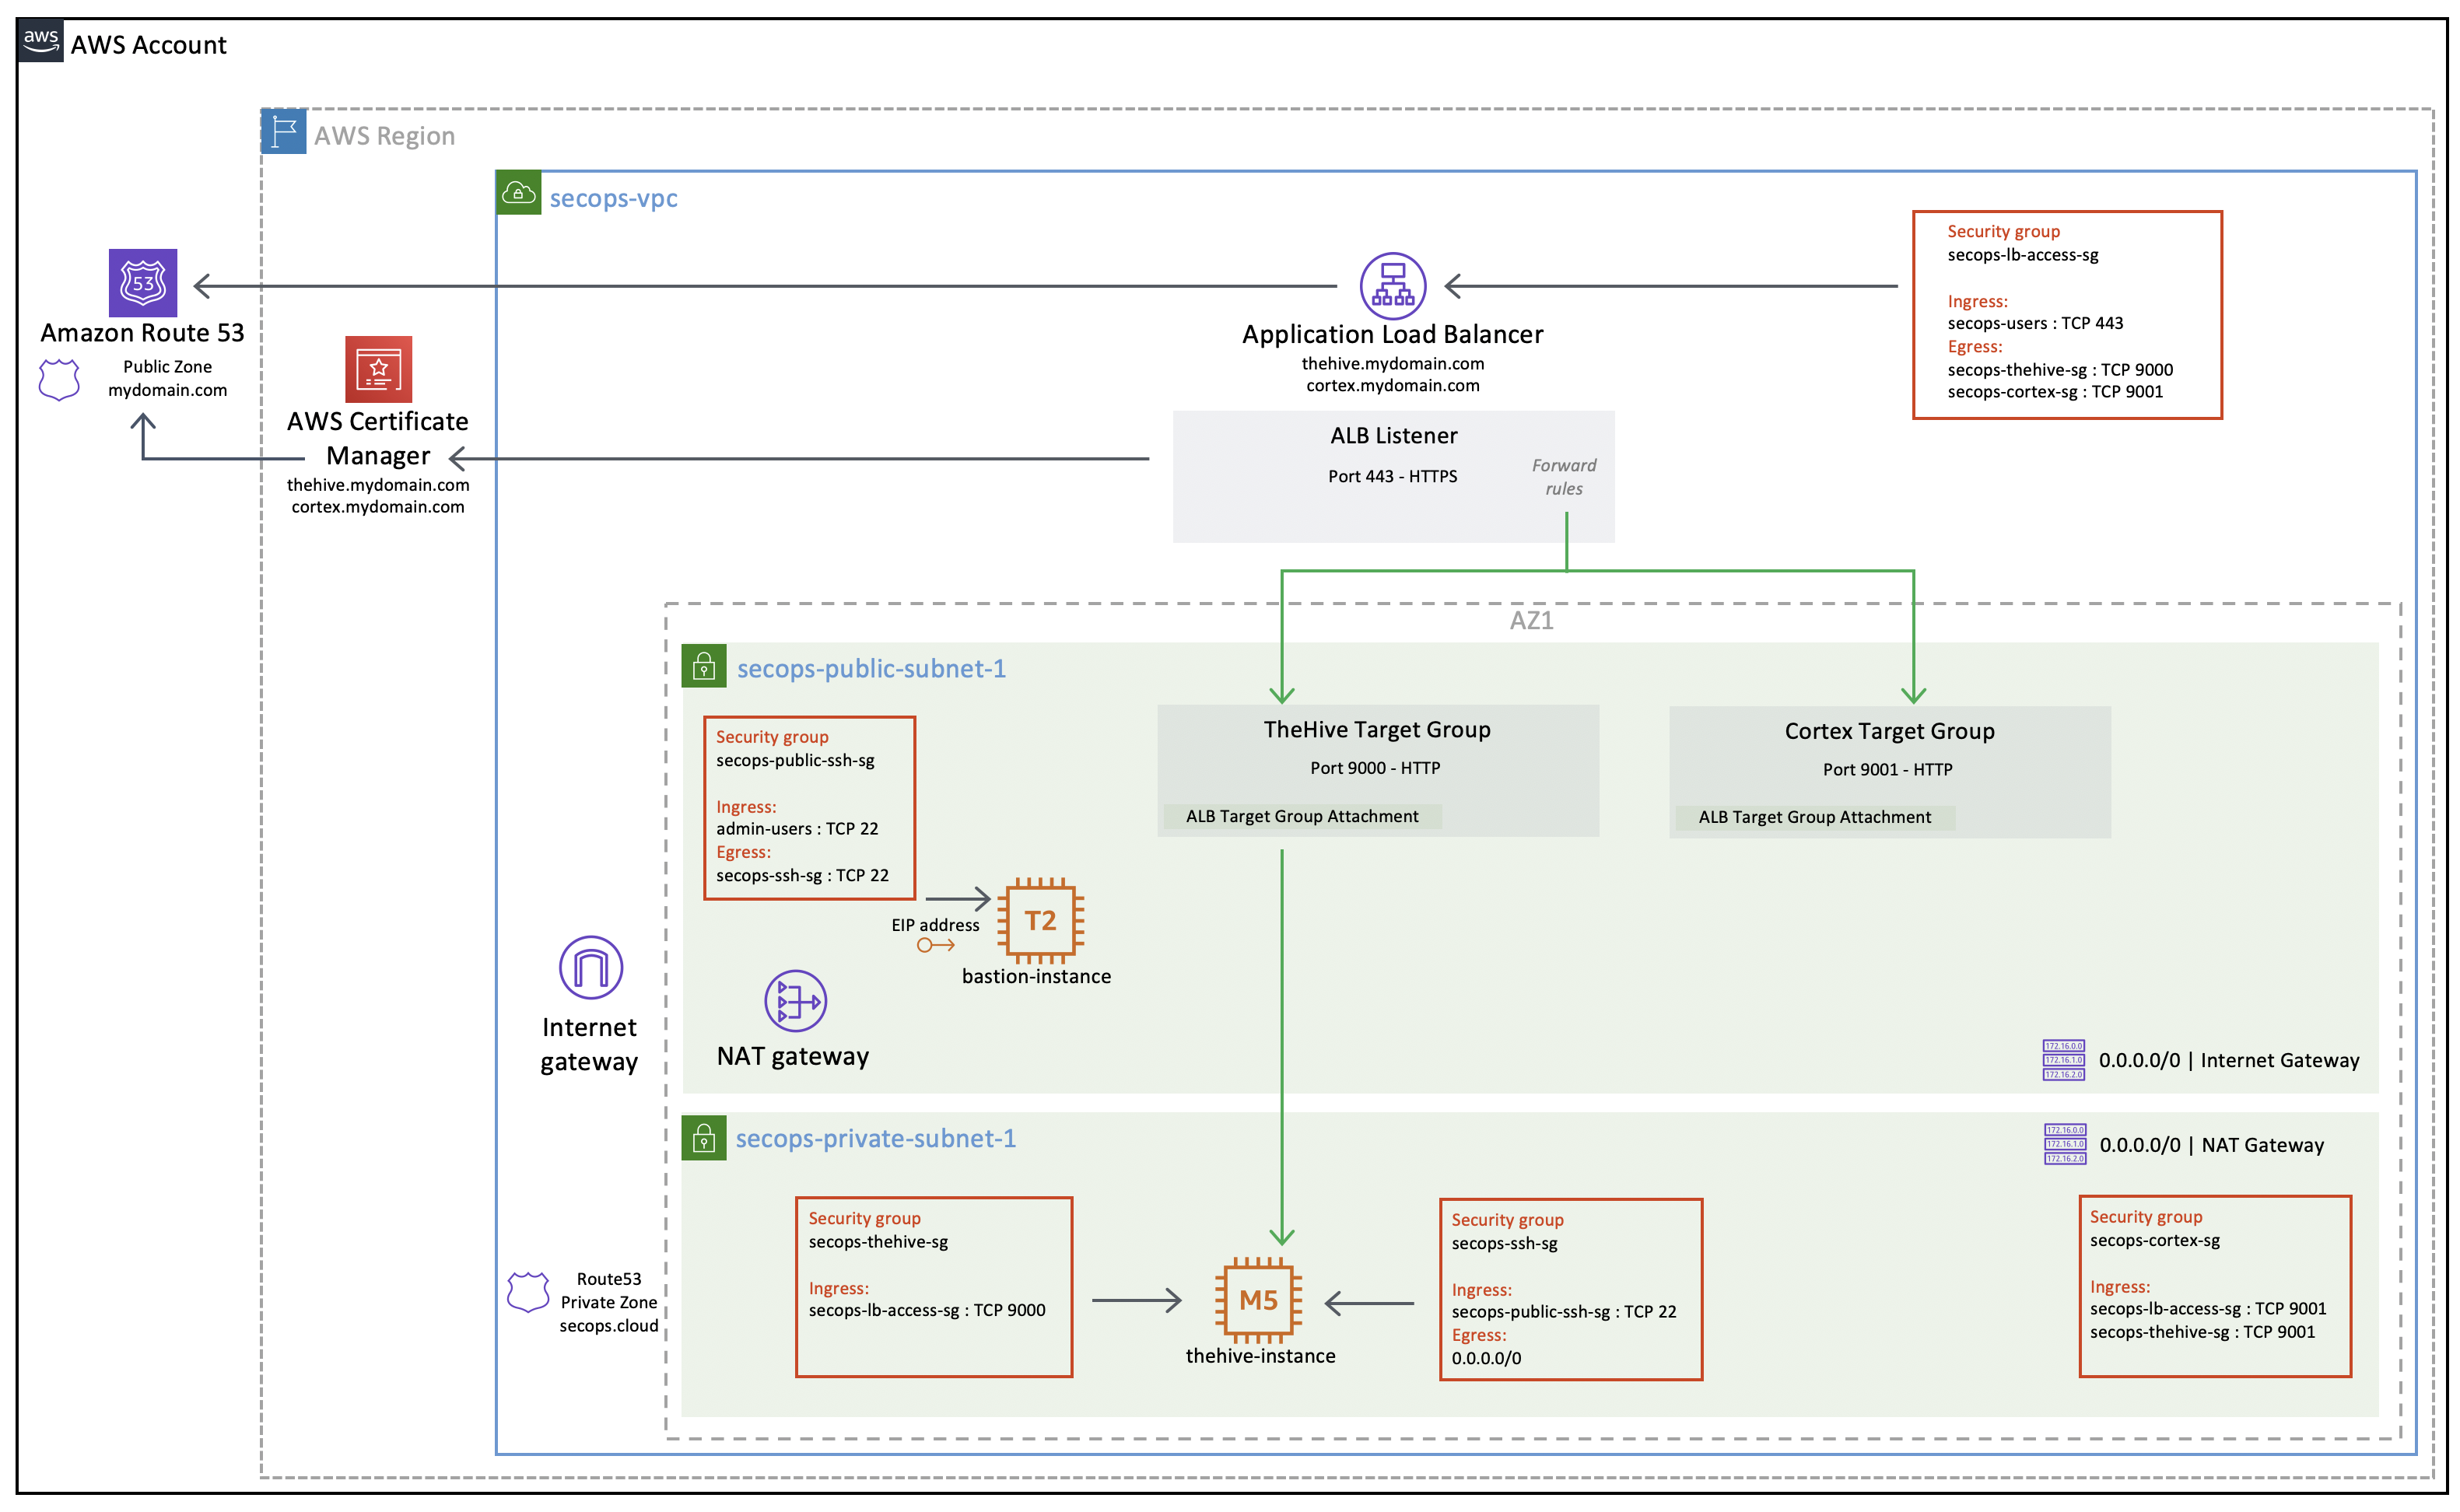 aws
AWS Account
AWS Region
secops-vpc
53
Amazon Route 53
Public Zone
mydomain.com
AWS Certificate
Manager
thehive.mydomain.com
cortex.mydomain.com
Application Load Balancer
thehive.mydomain.com
cortex.mydomain.com
Security group
secops-lb-access-sg
Ingress:
secops-users : TCP 443
Egress:
secops-thehive-sg : TCP 9000
secops-cortex-sg : TCP 9001
ALB Listener
Port 443 - HTTPS
Forward
rules
AZ1
secops-public-subnet-1
Security group
secops-public-ssh-sg
Ingress:
admin-users : TCP 22
Egress:
secops-ssh-sg : TCP 22
EIP address
T2
bastion-instance
TheHive Target Group
Port 9000 - HTTP
ALB Target Group Attachment
Cortex Target Group
Port 9001 - HTTP
ALB Target Group Attachment
Internet
gateway
NAT gateway
172.16.0.0
172.16.1.0
172.16.2.0
0.0.0.0/0 | Internet Gateway
secops-private-subnet-1
172.16.0.0
172.16.1.0
172.16.2.0
0.0.0.0/0 | NAT Gateway
Route53
Private Zone
secops.cloud
Security group
secops-thehive-sg
Ingress:
secops-lb-access-sg : TCP 9000
M5
thehive-instance
Security group
secops-ssh-sg
Ingress:
secops-public-ssh-sg : TCP 22
Egress:
0.0.0.0/0
Security group
secops-cortex-sg
Ingress:
secops-lb-access-sg : TCP 9001
secops-thehive-sg : TCP 9001